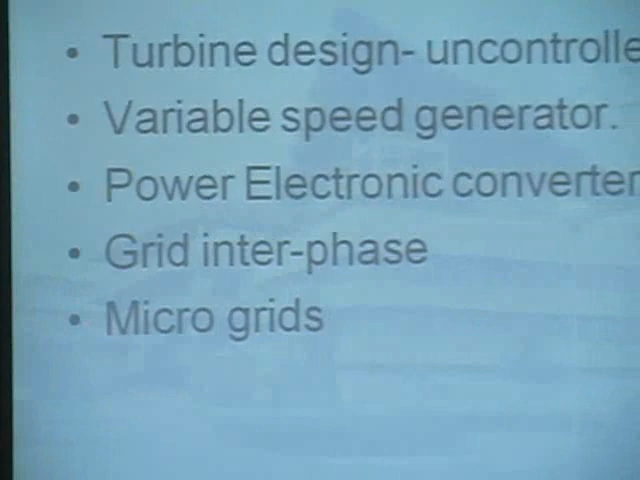 • Turbine design- uncontrolle
• Variable speed generator.
• Power Electronic converter
• Grid inter-phase
• Micro grids